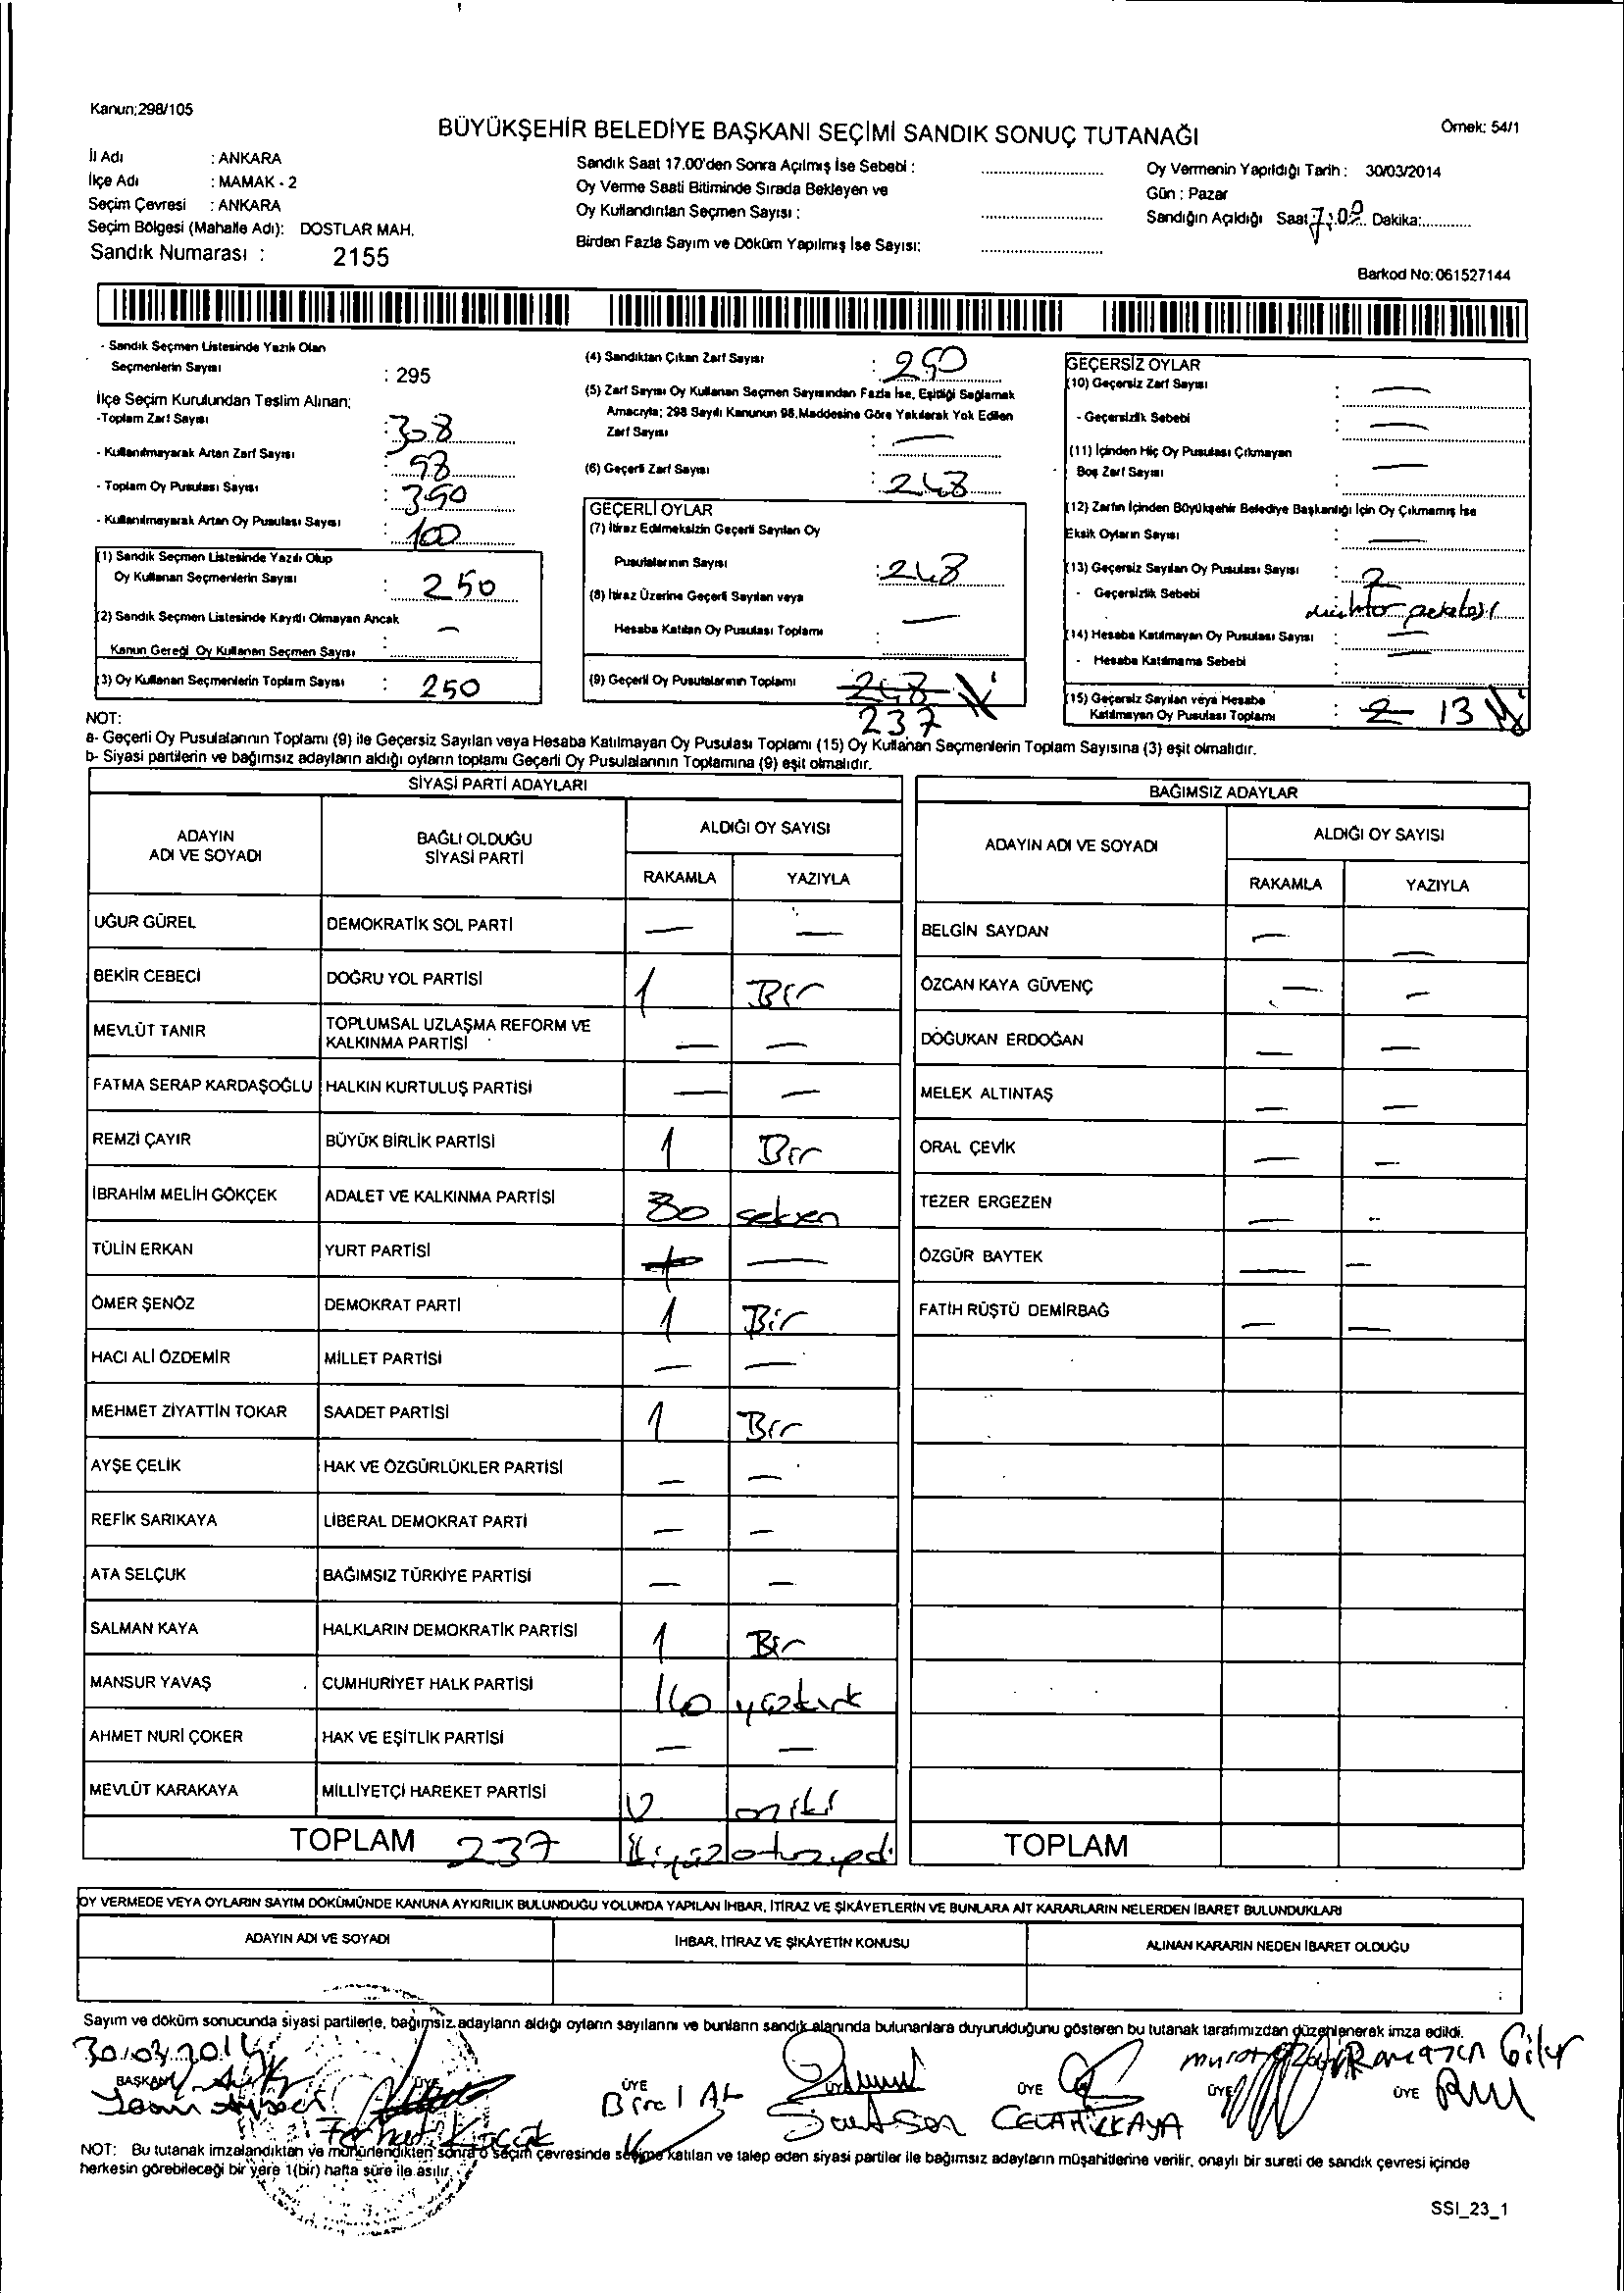 Kanun:298/105
BÜYÜKŞEHİR BELEDİYE BAŞKANI SEÇİMİ SANDIK SONUÇ TUTANAĞI
Örnek: 54/1
İl Adı : ANKARA
İlçe Adı : MAMAK - 2
Seçim Çevresi : ANKARA
Seçim Bölgesi (Mahalle Adı): DOSTLAR MAH.
Sandık Numarası : 2155
Sandık Saat 17.00'den Sonra Açılmış İse Sebebi :
Oy Verme Saati Bitiminde Sırada Bekleyen ve
Oy Kullandırılan Seçmen Sayısı :
Birden Fazla Sayım ve Döküm Yapılmış İse Sayısı:
Oy Vermenin Yapıldığı Tarih : 30/03/2014
Gün : Pazar
Sandığın Açıldığı Saat Dakika:
Barkod No:061527144
- Sandık Seçmen Listesinde Yazılı Olan
Seçmenlerin Sayısı : 295
İlçe Seçim Kurulundan Teslim Alınan;
-Toplam Zarf Sayısı : 308
- Kullanılmayarak Artan Zarf Sayısı : 98
- Toplam Oy Pusulası Sayısı : 390
- Kullanılmayarak Artan Oy Pusulası Sayısı : 100
(1) Sandık Seçmen Listesinde Yazılı Olup
Oy Kullanan Seçmenlerin Sayısı : 250
(2) Sandık Seçmen Listesinde Kayıtlı Olmayan Ancak
Kanun Gereği Oy Kullanan Seçmen Sayısı : —
(3) Oy Kullanan Seçmenlerin Toplam Sayısı : 250
(4) Sandıktan Çıkan Zarf Sayısı : 250
(5) Zarf Sayısı Oy Kullanan Seçmen Sayısından Fazla İse, Eşitliği Sağlamak
Amacıyla; 298 Sayılı Kanunun 98.Maddesine Göre Yakılarak Yok Edilen
Zarf Sayısı : —
(6) Geçerli Zarf Sayısı : 248
GEÇERLİ OYLAR
(7) İtiraz Edilmeksizin Geçerli Sayılan Oy
Pusulalarının Sayısı : 248
(8) İtiraz Üzerine Geçerli Sayılan veya
Hesaba Katılan Oy Pusulası Toplamı : —
(9) Geçerli Oy Pusulalarının Toplamı 248
237
GEÇERSİZ OYLAR
(10) Geçersiz Zarf Sayısı : —
- Geçersizlik Sebebi : —
(11) İçinden Hiç Oy Pusulası Çıkmayan
Boş Zarf Sayısı : —
(12) Zarfın İçinden Büyükşehir Belediye Başkanlığı İçin Oy Çıkmamış İse
Eksik Oyların Sayısı : —
(13) Geçersiz Sayılan Oy Pusulası Sayısı : 2
- Geçersizlik Sebebi :
(14) Hesaba Katılmayan Oy Pusulası Sayısı : —
- Hesaba Katılmama Sebebi : —
(15) Geçersiz Sayılan veya Hesaba
Katılmayan Oy Pusulası Toplamı : 2 13
NOT:
a- Geçerli Oy Pusulalarının Toplamı (9) ile Geçersiz Sayılan veya Hesaba Katılmayan Oy Pusulası Toplamı (15) Oy Kullanan Seçmenlerin Toplam Sayısına (3) eşit olmalıdır.
b- Siyasi partilerin ve bağımsız adayların aldığı oyların toplamı Geçerli Oy Pusulalarının Toplamına (9) eşit olmalıdır.
SİYASİ PARTİ ADAYLARI
ADAYIN ADI VE SOYADI
BAĞLI OLDUĞU SİYASİ PARTİ
ALDIĞI OY SAYISI
RAKAMLA YAZIYLA
UĞUR GÜREL DEMOKRATİK SOL PARTİ — —
BEKİR CEBECİ DOĞRU YOL PARTİSİ 1 Bir
MEVLÜT TANIR TOPLUMSAL UZLAŞMA REFORM VE KALKINMA PARTİSİ — —
FATMA SERAP KARDAŞOĞLU HALKIN KURTULUŞ PARTİSİ — —
REMZİ ÇAYIR BÜYÜK BİRLİK PARTİSİ 1 Bir
İBRAHİM MELİH GÖKÇEK ADALET VE KALKINMA PARTİSİ 80 seksen
TÜLİN ERKAN YURT PARTİSİ —
ÖMER ŞENÖZ DEMOKRAT PARTİ 1 Bir
HACI ALİ ÖZDEMİR MİLLET PARTİSİ — —
MEHMET ZİYATTİN TOKAR SAADET PARTİSİ 1 Bir
AYŞE ÇELİK HAK VE ÖZGÜRLÜKLER PARTİSİ — —
REFİK SARIKAYA LİBERAL DEMOKRAT PARTİ — —
ATA SELÇUK BAĞIMSIZ TÜRKİYE PARTİSİ — —
SALMAN KAYA HALKLARIN DEMOKRATİK PARTİSİ 1 Bir
MANSUR YAVAŞ CUMHURİYET HALK PARTİSİ 140 yüzkırk
AHMET NURİ ÇOKER HAK VE EŞİTLİK PARTİSİ — —
MEVLÜT KARAKAYA MİLLİYETÇİ HAREKET PARTİSİ 12 oniki
TOPLAM 237 ikiyüzotuzyedi
BAĞIMSIZ ADAYLAR
ADAYIN ADI VE SOYADI
ALDIĞI OY SAYISI
RAKAMLA YAZIYLA
BELGİN SAYDAN — —
ÖZCAN KAYA GÜVENÇ — —
DOĞUKAN ERDOĞAN — —
MELEK ALTINTAŞ — —
ORAL ÇEVİK — —
TEZER ERGEZEN — —
ÖZGÜR BAYTEK — —
FATİH RÜŞTÜ DEMİRBAĞ — —
TOPLAM
OY VERMEDE VEYA OYLARIN SAYIM DÖKÜMÜNDE KANUNA AYKIRILIK BULUNDUĞU YOLUNDA YAPILAN İHBAR, İTİRAZ VE ŞİKÂYETLERİN VE BUNLARA AİT KARARLARIN NELERDEN İBARET BULUNDUKLARI
ADAYIN ADI VE SOYADI
İHBAR, İTİRAZ VE ŞİKÂYETİN KONUSU
ALINAN KARARIN NEDEN İBARET OLDUĞU
Sayım ve döküm sonucunda siyasi partilerle, bağımsız adayların aldığı oyların sayılarını ve bunların sandık alanında bulunanlara duyurulduğunu gösteren bu tutanak tarafımızdan düzenlenerek imza edildi.
30.03.2014
BAŞKAN
ÜYE
ÜYE
ÜYE
ÜYE
ÜYE
ÜYE
NOT: Bu tutanak imzalandıktan ve mühürlendikten sonra o seçim çevresinde seçime katılan ve talep eden siyasi partiler ile bağımsız adayların müşahitlerine verilir, onaylı bir sureti de sandık çevresi içinde
herkesin görebileceği bir yere 1(bir) hafta süre ile asılır.
SSI_23_1